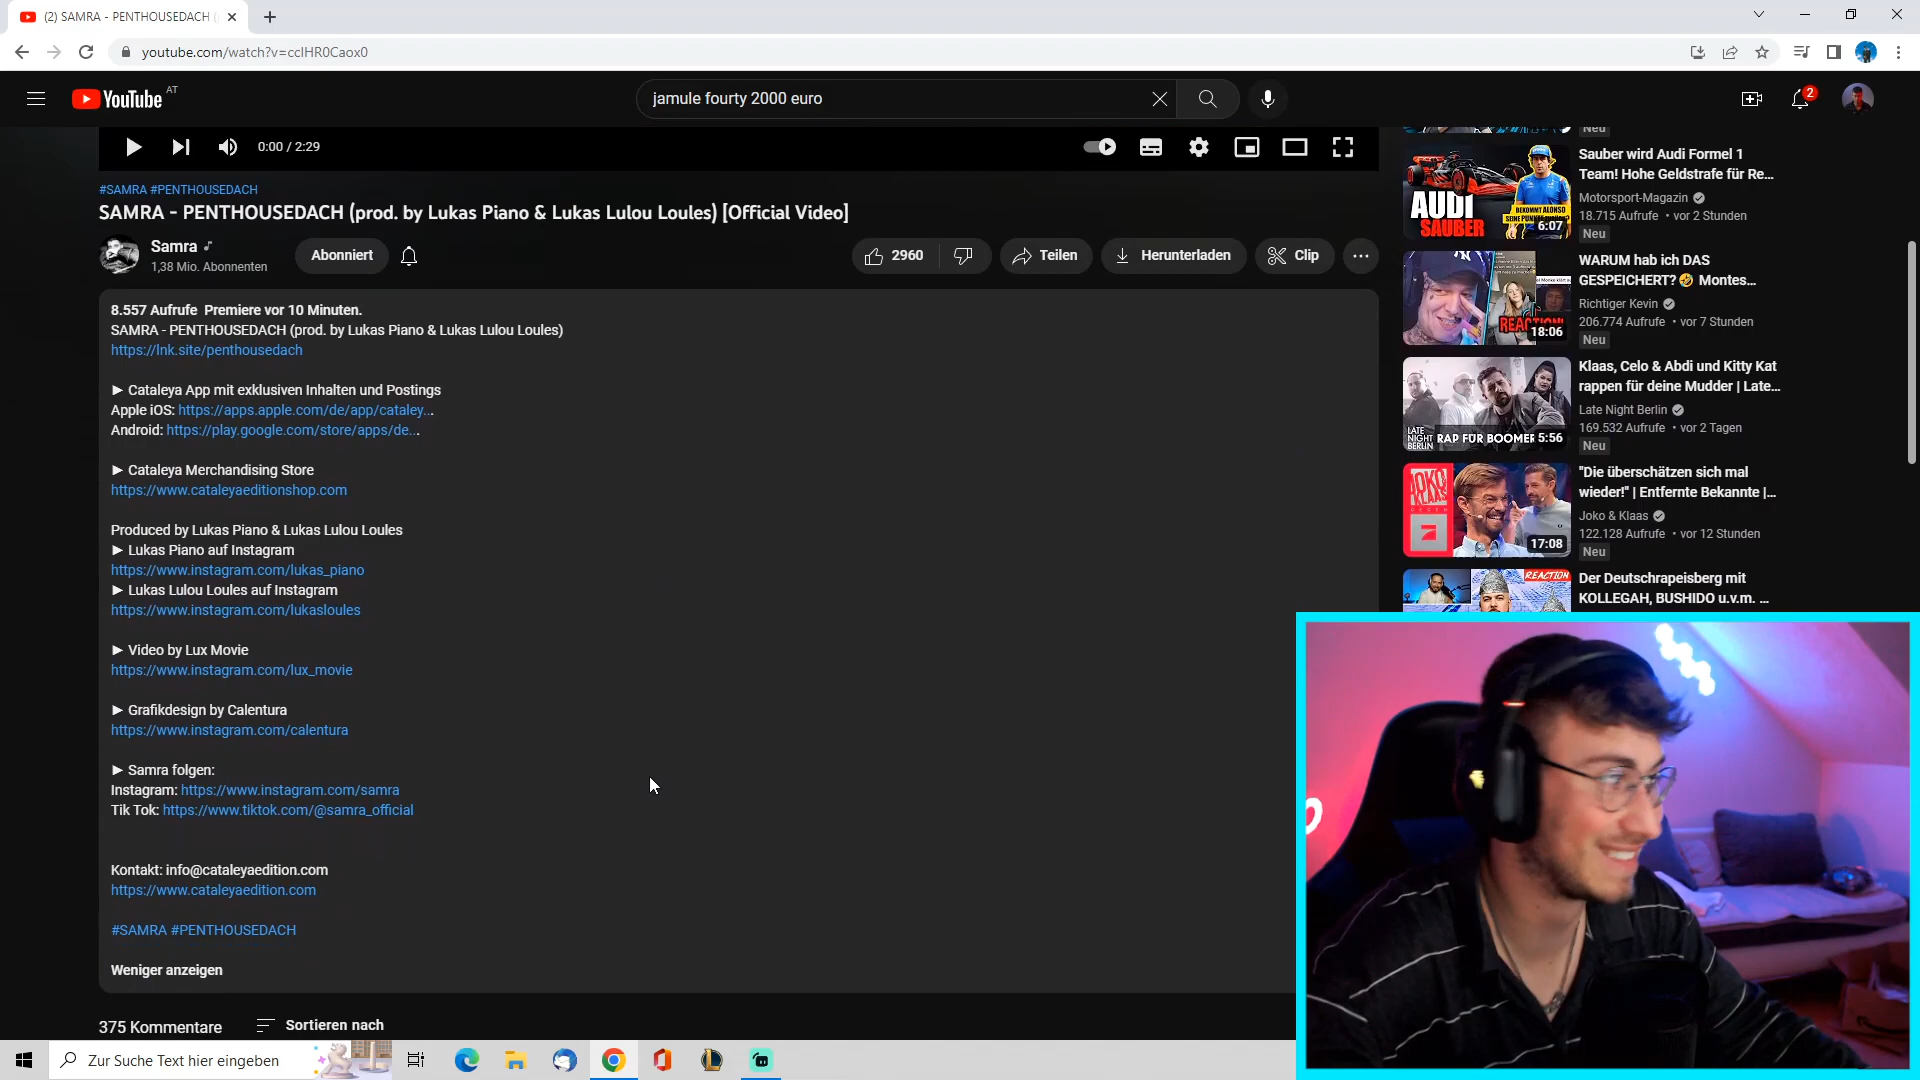 (2) SAMRA - PENTHOUSEDACH
youtube.com/watch?v=cclHR0Caox0
YouTube AT
jamule fourty 2000 euro
2
0:00 / 2:29
#SAMRA #PENTHOUSEDACH
SAMRA - PENTHOUSEDACH (prod. by Lukas Piano & Lukas Lulou Loules) [Official Video]
Samra
1,38 Mio. Abonnenten
Abonniert
2960
Teilen
Herunterladen
Clip
8.557 Aufrufe Premiere vor 10 Minuten.
SAMRA - PENTHOUSEDACH (prod. by Lukas Piano & Lukas Lulou Loules)
https://lnk.site/penthousedach
► Cataleya App mit exklusiven Inhalten und Postings
Apple iOS: https://apps.apple.com/de/app/cataley...
Android: https://play.google.com/store/apps/de...
► Cataleya Merchandising Store
https://www.cataleyaeditionshop.com
Produced by Lukas Piano & Lukas Lulou Loules
► Lukas Piano auf Instagram
https://www.instagram.com/lukas_piano
► Lukas Lulou Loules auf Instagram
https://www.instagram.com/lukasloules
► Video by Lux Movie
https://www.instagram.com/lux_movie
► Grafikdesign by Calentura
https://www.instagram.com/calentura
► Samra folgen:
Instagram: https://www.instagram.com/samra
Tik Tok: https://www.tiktok.com/@samra_official
Kontakt: info@cataleyaedition.com
https://www.cataleyaedition.com
#SAMRA #PENTHOUSEDACH
Weniger anzeigen
375 Kommentare
Sortieren nach
Neu
AUDI
SAUBER
BEKOMMT ALONSO
SEINE PUNKTE
6:07
Sauber wird Audi Formel 1
Team! Hohe Geldstrafe für Re...
Motorsport-Magazin
18.715 Aufrufe • vor 2 Stunden
Neu
REACTION!
18:06
WARUM hab ich DAS
GESPEICHERT? 🤣 Montes...
Richtiger Kevin
206.774 Aufrufe • vor 7 Stunden
Neu
LATE
NIGHT
BERLIN
RAP FÜR BOOMER
5:56
Klaas, Celo & Abdi und Kitty Kat
rappen für deine Mudder | Late...
Late Night Berlin
169.532 Aufrufe • vor 2 Tagen
Neu
JOKO
KLAAS
17:08
"Die überschätzen sich mal
wieder!" | Entfernte Bekannte |...
Joko & Klaas
122.128 Aufrufe • vor 12 Stunden
Neu
REACTION
Der Deutschrapeisberg mit
KOLLEGAH, BUSHIDO u.v.m. ...
Zur Suche Text hier eingeben